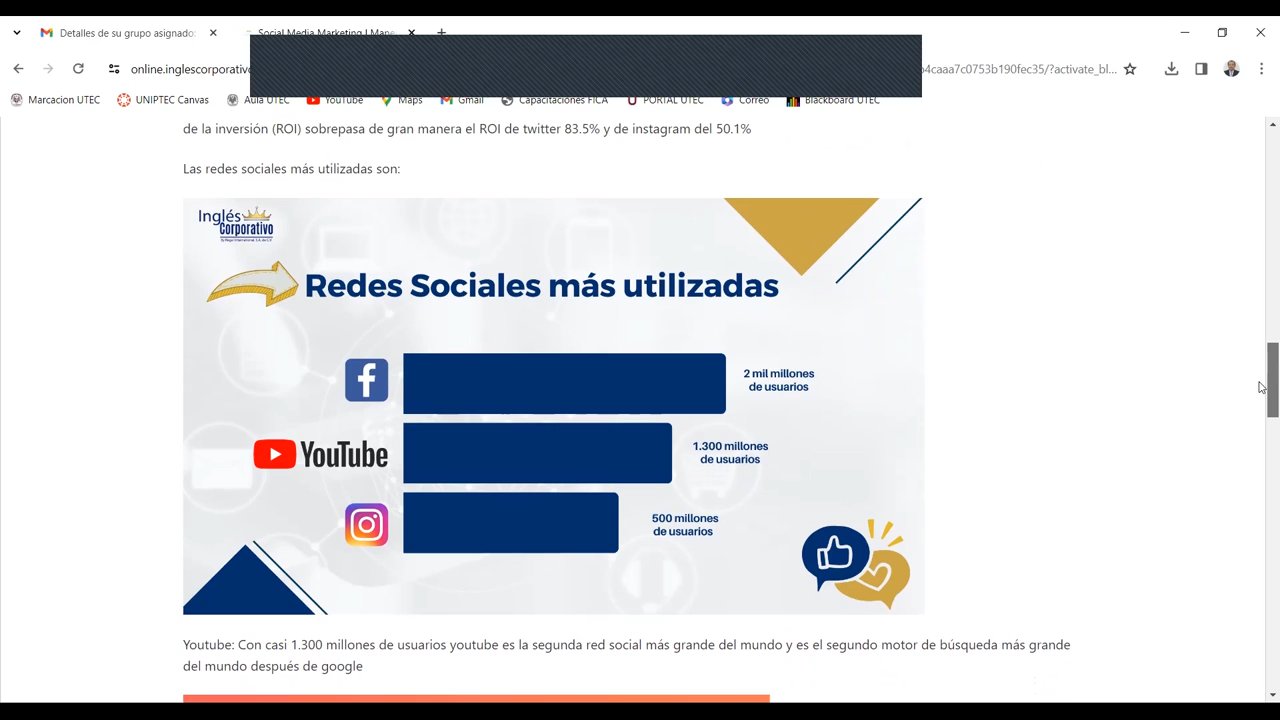 Detalles de su grupo asignado:
Social Media Marketing | Mane
online.inglescorporativo
b4caaa7c0753b190fec35/?activate_bl...
Marcacion UTEC
UNIPTEC Canvas
Aula UTEC
YouTube
Maps
Gmail
Capacitaciones FICA
PORTAL UTEC
Correo
Blackboard UTEC
de la inversión (ROI) sobrepasa de gran manera el ROI de twitter 83.5% y de instagram del 50.1%
Las redes sociales más utilizadas son:
Inglés
Corporativo
Redes Sociales más utilizadas
2 mil millones
de usuarios
YouTube
1.300 millones
de usuarios
500 millones
de usuarios
Youtube: Con casi 1.300 millones de usuarios youtube es la segunda red social más grande del mundo y es el segundo motor de búsqueda más grande
del mundo después de google